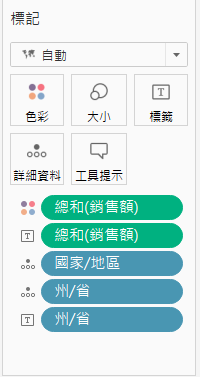 標記
自動
色彩
大小
標籤
詳細資料
工具提示
總和(銷售額)
總和(銷售額)
國家/地區
州/省
州/省